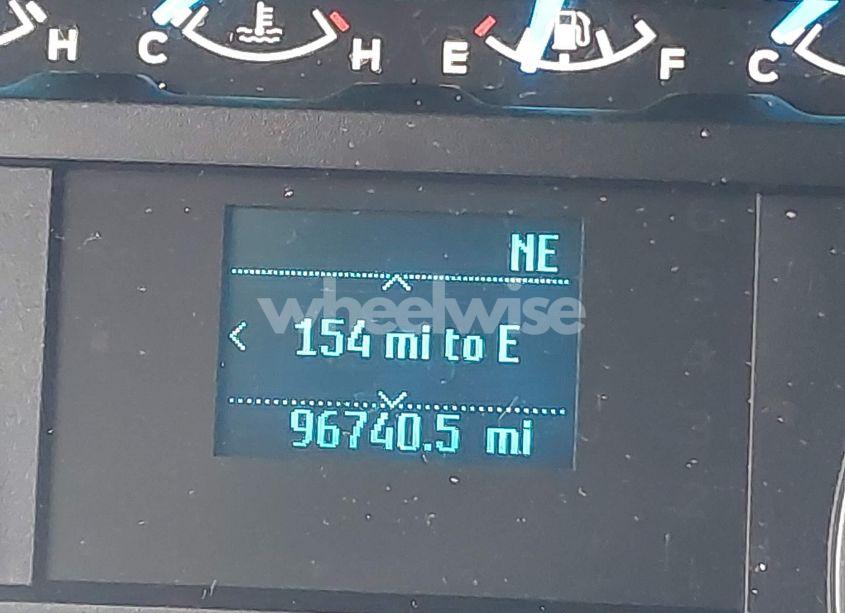 H C H E F C
NE
wheelwise
154 mi to E
96740.5 mi